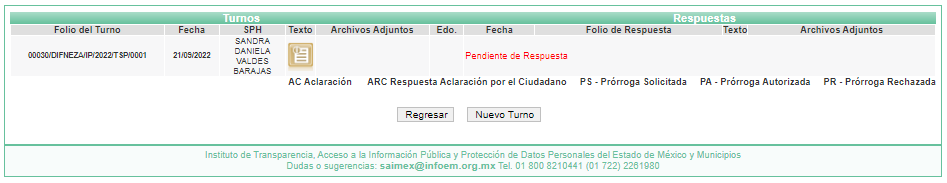 Turnos Respuestas
Folio del Turno Fecha SPH Texto Archivos Adjuntos Edo. Fecha Folio de Respuesta Texto Archivos Adjuntos
SANDRA
DANIELA
VALDES
BARAJAS
00030/DIFNEZA/IP/2022/TSP/0001 21/09/2022 Pendiente de Respuesta
AC Aclaración ARC Respuesta Aclaración por el Ciudadano PS - Prórroga Solicitada PA - Prórroga Autorizada PR - Prórroga Rechazada
Regresar Nuevo Turno
Instituto de Transparencia, Acceso a la Información Pública y Protección de Datos Personales del Estado de México y Municipios
Dudas o sugerencias: saimex@infoem.org.mx Tel. 01 800 8210441 (01 722) 2261980